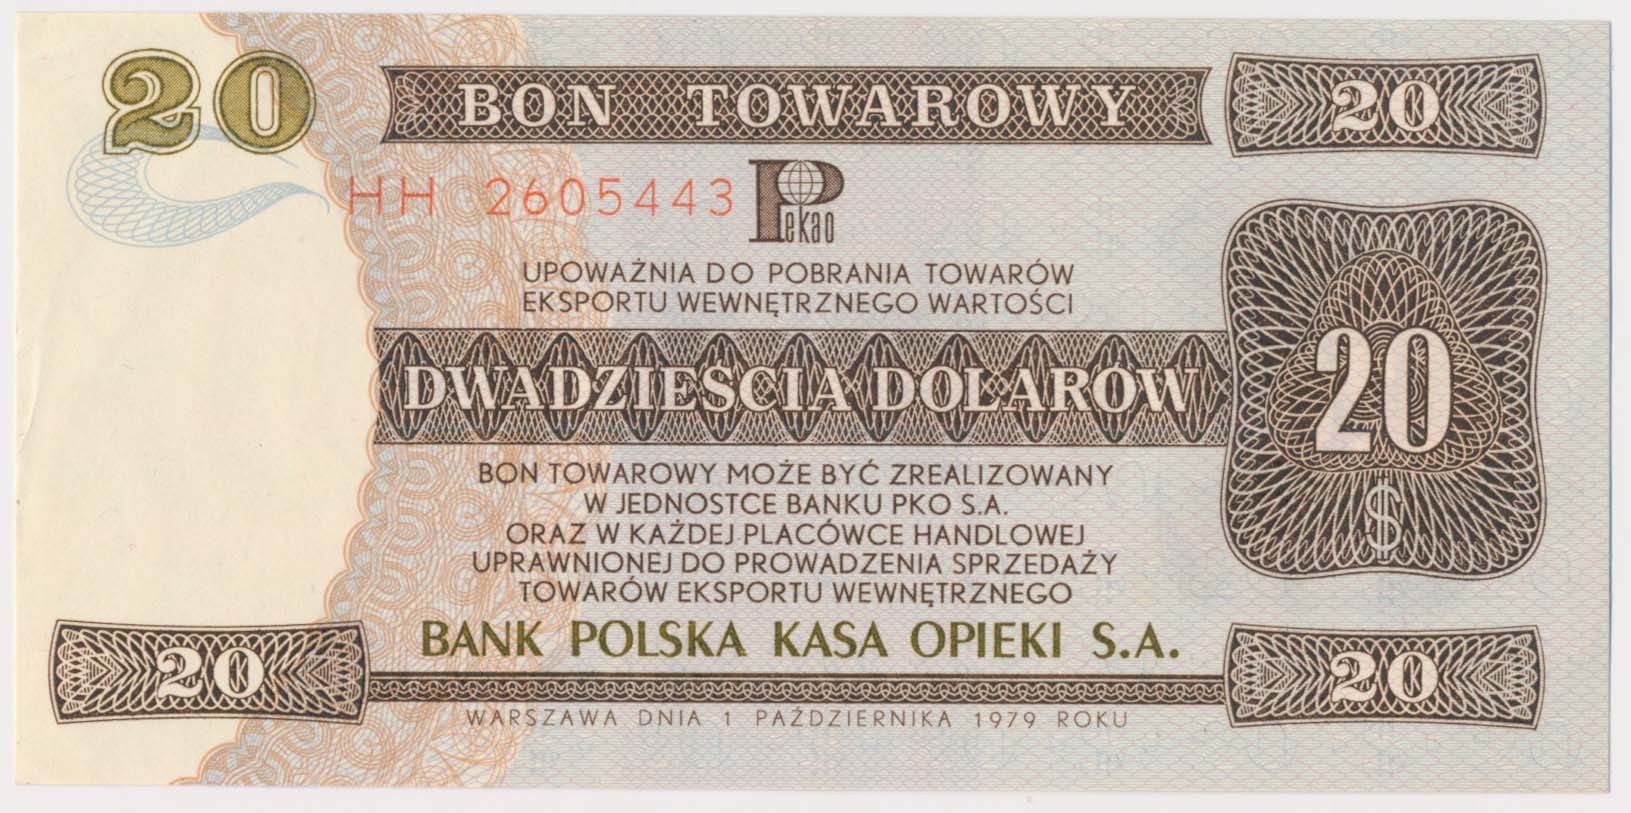 20
BON TOWAROWY
20
HH 2605443
Pekao
UPOWAŻNIA DO POBRANIA TOWARÓW
EKSPORTU WEWNĘTRZNEGO WARTOŚCI
DWADZIEŚCIA DOLARÓW
20
$
BON TOWAROWY MOŻE BYĆ ZREALIZOWANY
W JEDNOSTCE BANKU PKO S.A.
ORAZ W KAŻDEJ PLACÓWCE HANDLOWEJ
UPRAWNIONEJ DO PROWADZENIA SPRZEDAŻY
TOWARÓW EKSPORTU WEWNĘTRZNEGO
BANK POLSKA KASA OPIEKI S.A.
20
20
WARSZAWA DNIA 1 PAŹDZIERNIKA 1979 ROKU